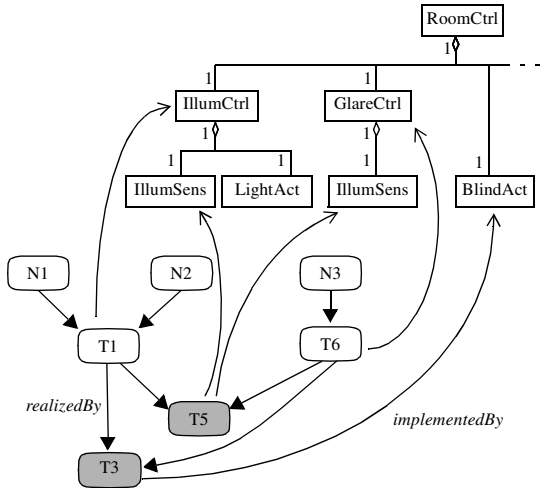 RoomCtrl
1
1 1
IllumCtrl GlareCtrl
1 1
1 1 1 1
IllumSens LightAct IllumSens BlindAct
N1 N2 N3
T1 T6
realizedBy
T5 implementedBy
T3